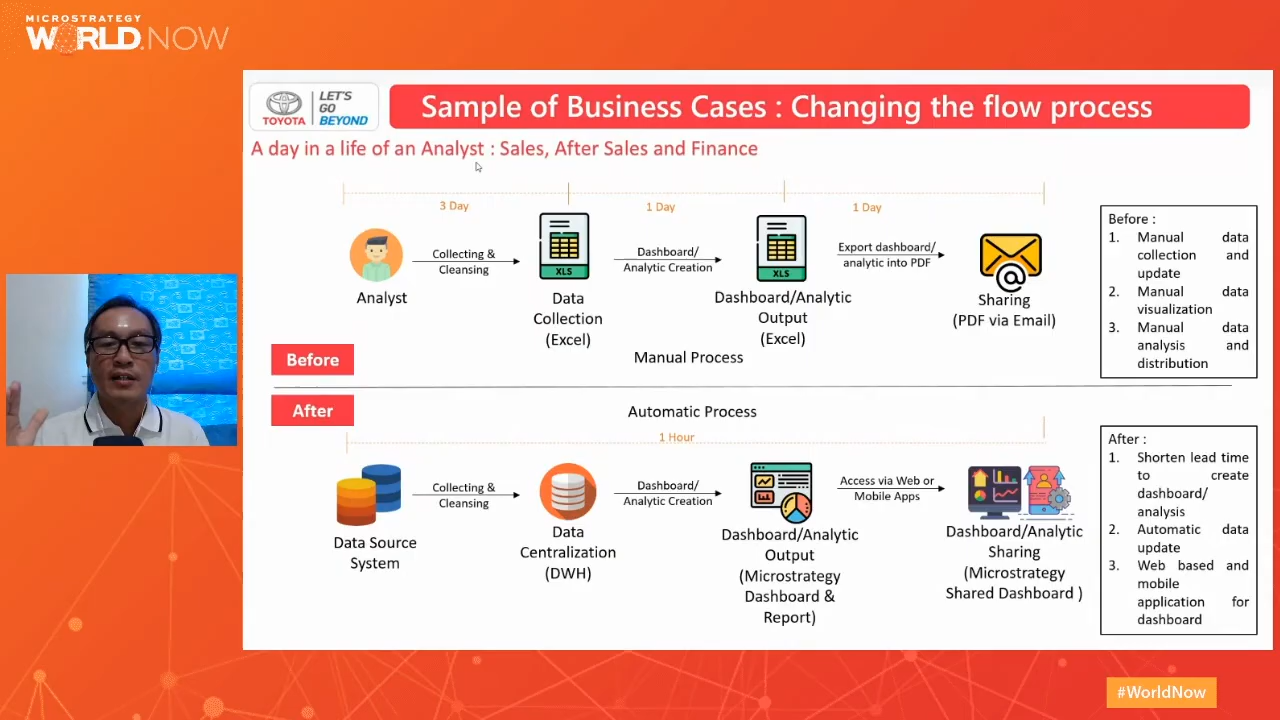 MICROSTRATEGY
WORLD.NOW
TOYOTA
LET'S
GO
BEYOND
Sample of Business Cases : Changing the flow process
A day in a life of an Analyst : Sales, After Sales and Finance
3 Day
1 Day
1 Day
Collecting &
Cleansing
XLS
Dashboard/
Analytic Creation
XLS
Export dashboard/
analytic into PDF
@
Analyst
Data
Collection
(Excel)
Dashboard/Analytic
Output
(Excel)
Sharing
(PDF via Email)
Before
Manual Process
Before :
1. Manual data
collection and
update
2. Manual data
visualization
3. Manual data
analysis and
distribution
After
Automatic Process
1 Hour
Collecting &
Cleansing
Dashboard/
Analytic Creation
Access via Web or
Mobile Apps
Data Source
System
Data
Centralization
(DWH)
Dashboard/Analytic
Output
(Microstrategy
Dashboard &
Report)
Dashboard/Analytic
Sharing
(Microstrategy
Shared Dashboard )
After :
1. Shorten lead time
to create
dashboard/
analysis
2. Automatic data
update
3. Web based and
mobile
application for
dashboard
#WorldNow